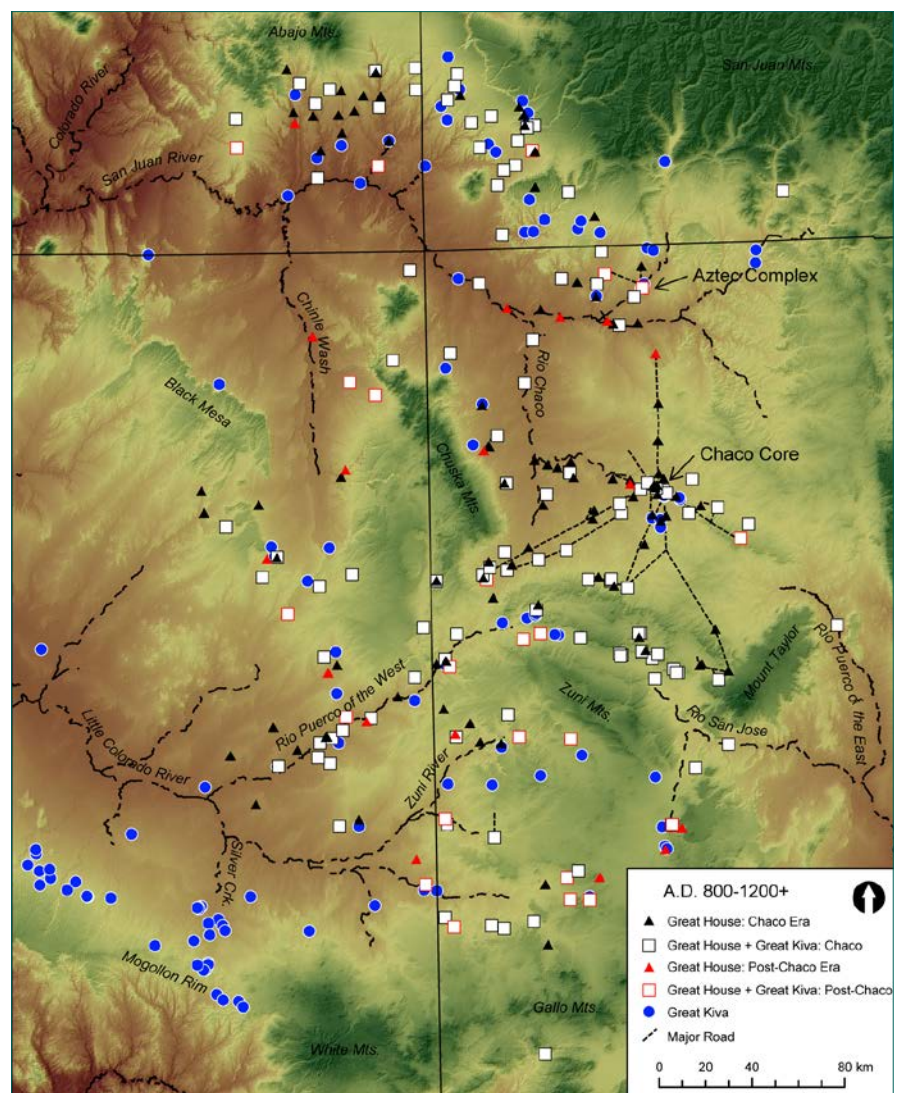 Abajo Mts.
San Juan Mts.
Colorado River
San Juan River
Aztec Complex
Chinle Wash
Rio Chaco
Black Mesa
Chuska Mts.
Chaco Core
Mount Taylor
Rio Puerco of the East
Rio Puerco of the West
Zuni Mts.
Rio San Jose
Little Colorado River
Zuni River
Silver Crk.
Mogollon Rim
White Mts.
Gallo Mts.
A.D. 800-1200+
Great House: Chaco Era
Great House + Great Kiva: Chaco
Great House: Post-Chaco Era
Great House + Great Kiva: Post-Chaco
Great Kiva
Major Road
0 40 80 km